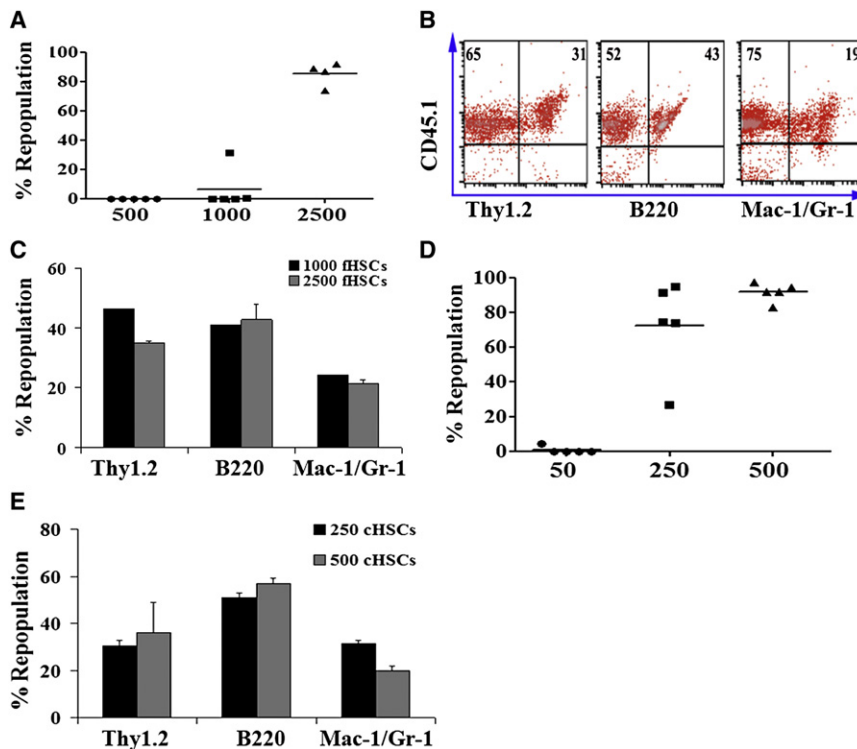 A
% Repopulation
100
80
60
40
20
0
500 1000 2500
B
CD45.1
65 31
52 43
75 19
Thy1.2 B220 Mac-1/Gr-1
C
1000 fHSCs
2500 fHSCs
% Repopulation
60
40
20
0
Thy1.2 B220 Mac-1/Gr-1
D
% Repopulation
100
80
60
40
20
0
50 250 500
E
250 cHSCs
500 cHSCs
% Repopulation
80
60
40
20
0
Thy1.2 B220 Mac-1/Gr-1